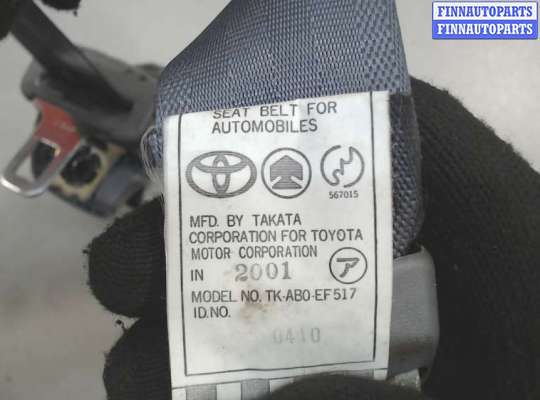 FINNAUTOPARTS
FINNAUTOPARTS
SEAT BELT FOR
AUTOMOBILES
567015
MFD. BY TAKATA
CORPORATION FOR TOYOTA
MOTOR CORPORATION
IN 2001
MODEL NO. TK-AB0-EF517
ID.NO.
0410